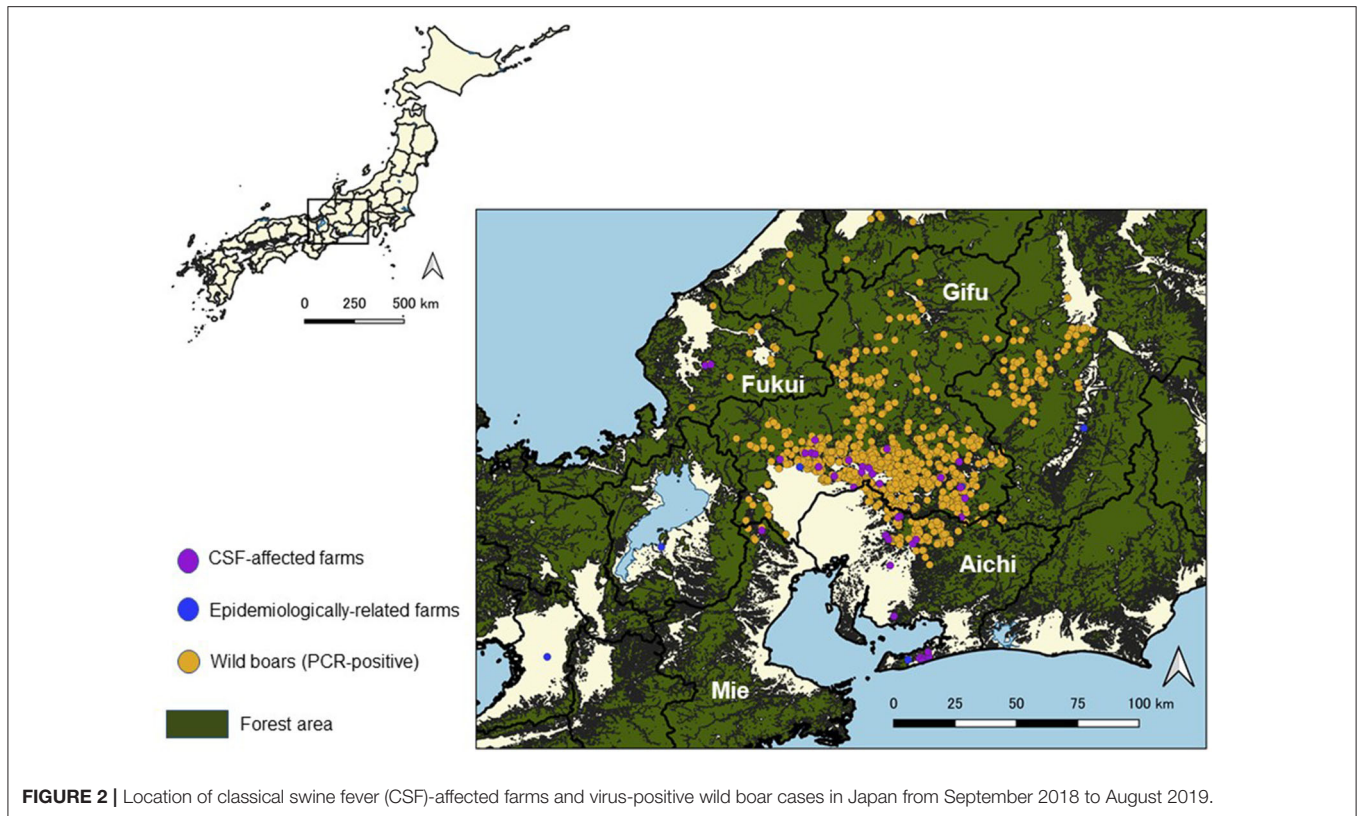 0 250 500 km
Gifu
Fukui
Aichi
Mie
0 25 50 75 100 km
CSF-affected farms
Epidemiologically-related farms
Wild boars (PCR-positive)
Forest area
FIGURE 2 | Location of classical swine fever (CSF)-affected farms and virus-positive wild boar cases in Japan from September 2018 to August 2019.